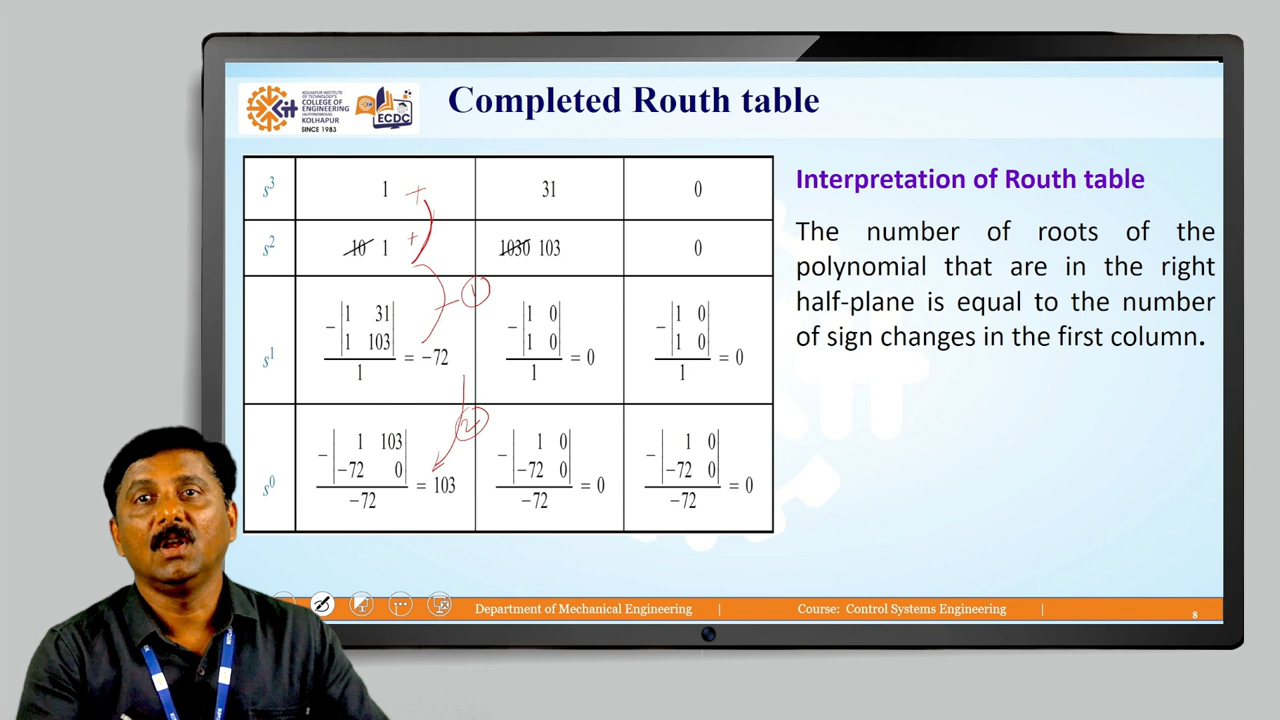 KOLHAPUR INSTITUTE
OF TECHNOLOGY'S
COLLEGE OF
ENGINEERING
(AUTONOMOUS),
KOLHAPUR
SINCE 1983
ECDC
Completed Routh table
s³ 1 + 31 0
s² 10 1 + 1030 103 0
s¹ −|1 31; 1 103| / 1 = −72 −|1 0; 1 0| / 1 = 0 −|1 0; 1 0| / 1 = 0
1
2
s⁰ −|1 103; −72 0| / −72 = 103 −|1 0; −72 0| / −72 = 0 −|1 0; −72 0| / −72 = 0
Interpretation of Routh table
The number of roots of the
polynomial that are in the right
half-plane is equal to the number
of sign changes in the first column.
Department of Mechanical Engineering | Course: Control Systems Engineering |
8